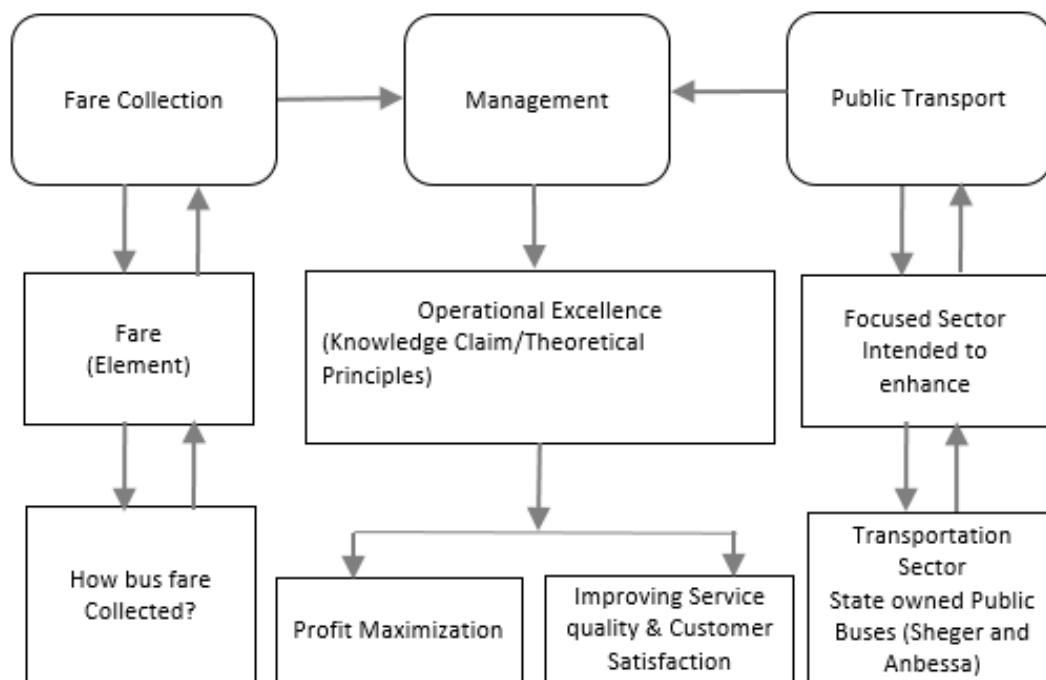 Fare Collection
Management
Public Transport
Fare
(Element)
Operational Excellence
(Knowledge Claim/Theoretical
Principles)
Focused Sector
Intended to
enhance
How bus fare
Collected?
Profit Maximization
Improving Service
quality & Customer
Satisfaction
Transportation
Sector
State owned Public
Buses (Sheger and
Anbessa)